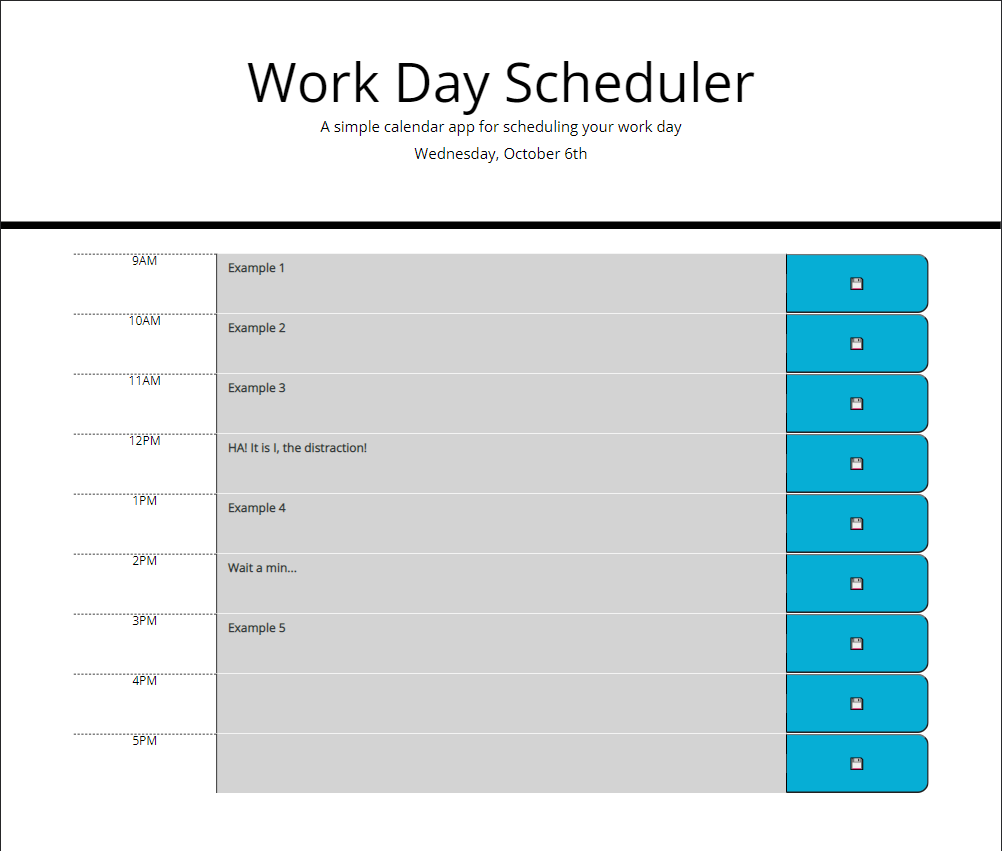 Work Day Scheduler
A simple calendar app for scheduling your work day
Wednesday, October 6th
9AM
Example 1
10AM
Example 2
11AM
Example 3
12PM
HA! It is I, the distraction!
1PM
Example 4
2PM
Wait a min...
3PM
Example 5
4PM
5PM